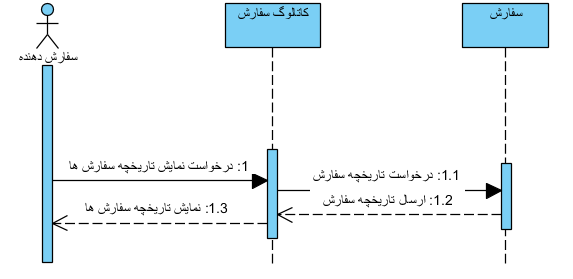 سفارش دهنده
کاتالوگ سفارش
سفارش
1: درخواست نمایش تاریخچه سفارش ها
1.1: درخواست تاریخچه سفارش
1.2: ارسال تاریخچه سفارش
1.3: نمایش تاریخچه سفارش ها